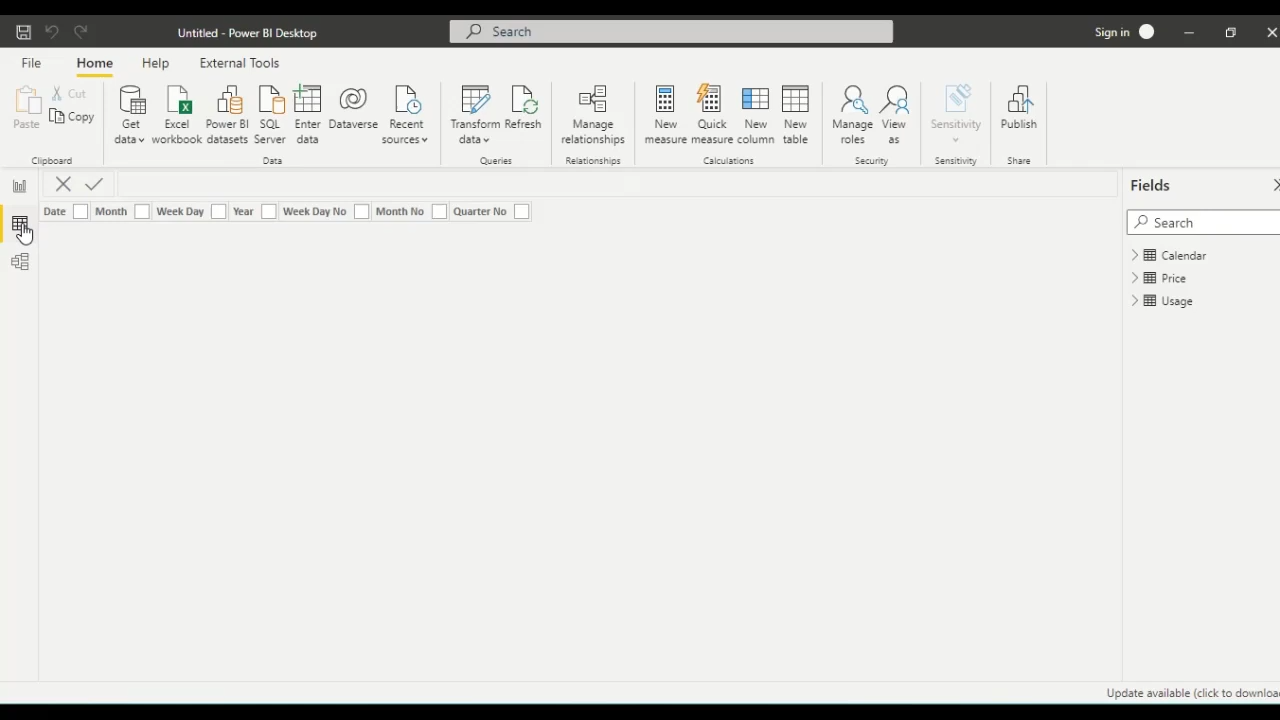 Untitled - Power BI Desktop
Search
Sign in
File
Home
Help
External Tools
Paste
Cut
Copy
Get data
Excel workbook
Power BI datasets
SQL Server
Enter data
Dataverse
Recent sources
Transform data
Refresh
Manage relationships
New measure
Quick measure
New column
New table
Manage roles
View as
Sensitivity
Publish
Clipboard
Data
Queries
Relationships
Calculations
Security
Sensitivity
Share
Fields
Date
Month
Week Day
Year
Week Day No
Month No
Quarter No
Search
Calendar
Price
Usage
Update available (click to download